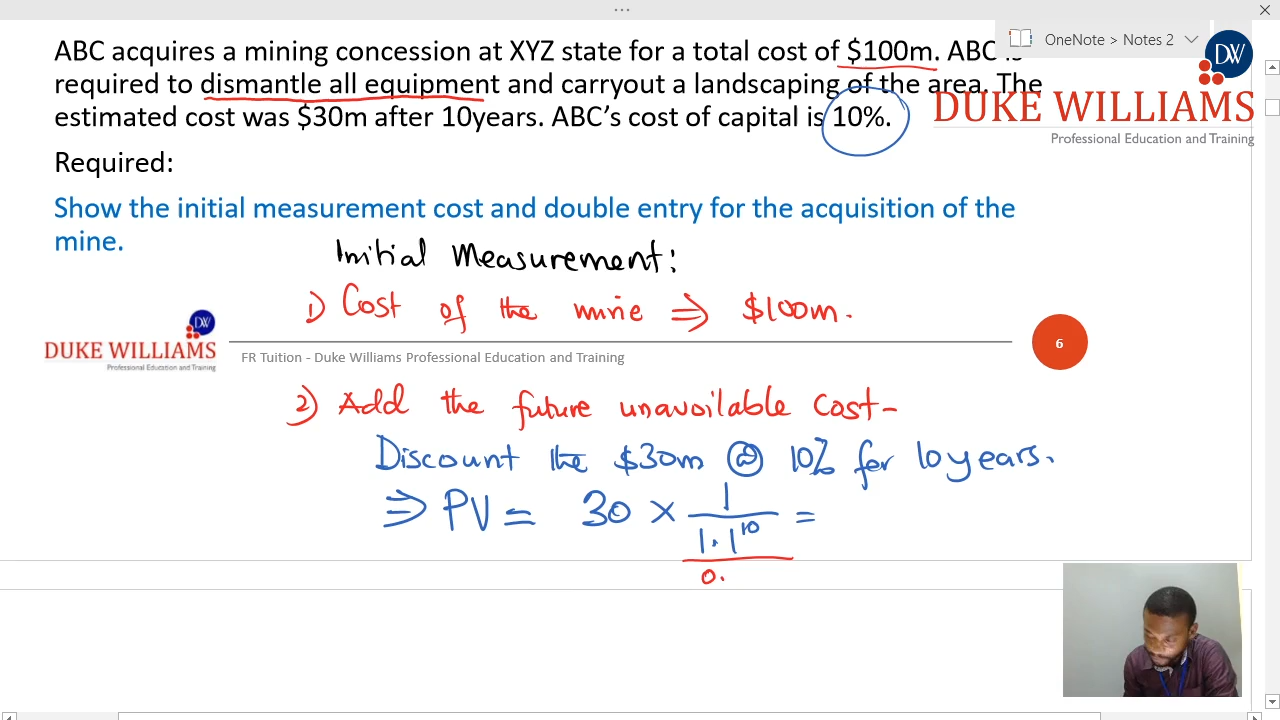 ABC acquires a mining concession at XYZ state for a total cost of $100m. ABC is
OneNote > Notes 2
DW
required to dismantle all equipment and carryout a landscaping of the area. The
estimated cost was $30m after 10years. ABC's cost of capital is 10%.
DUKE WILLIAMS
Professional Education and Training
Required:
Show the initial measurement cost and double entry for the acquisition of the
mine.
Initial Measurement:
1) Cost of the mine ⇒ $100m.
DW
DUKE WILLIAMS
Professional Education and Training
FR Tuition - Duke Williams Professional Education and Training
6
2) Add the future unavoilable cost-
Discount the $30m @ 10% for 10years.
⇒ PV = 30 × 1/1.1^10 =
0.